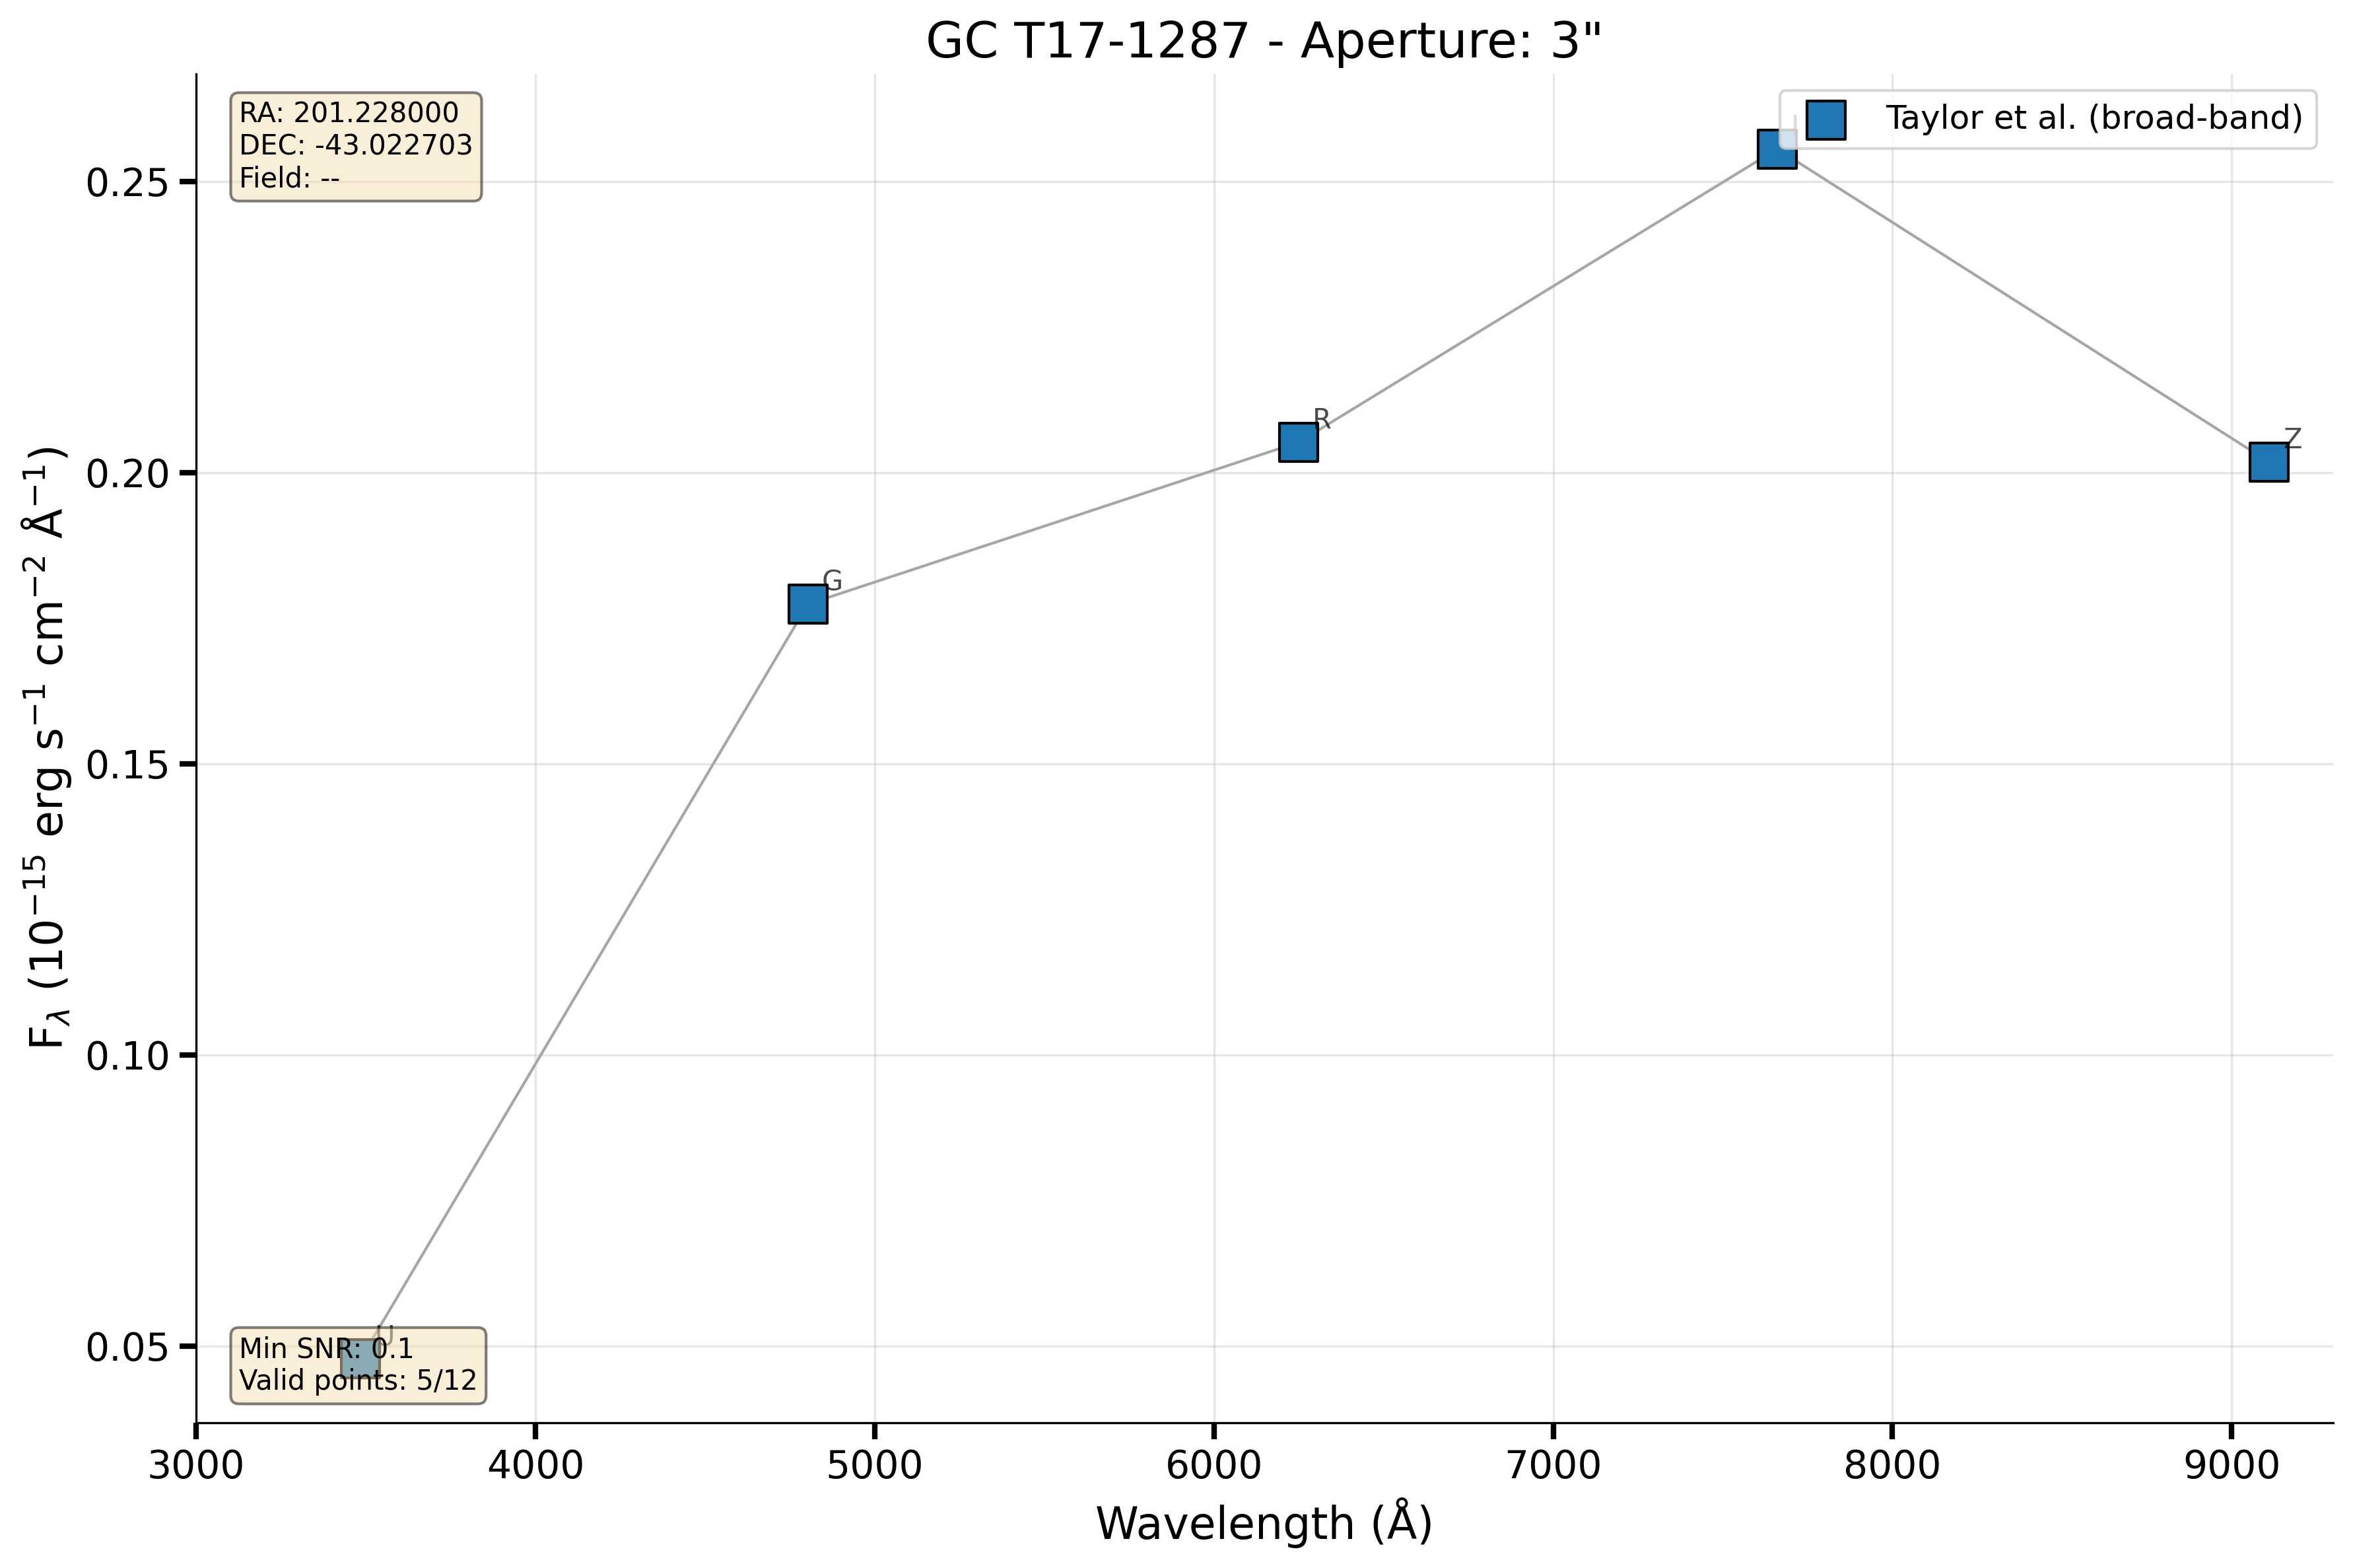 GC T17-1287 - Aperture: 3"
RA: 201.228000
DEC: -43.022703
Field: --
Taylor et al. (broad-band)
I
R
Z
G
U
Min SNR: 0.1
Valid points: 5/12
0.25
0.20
0.15
0.10
0.05
F_λ (10⁻¹⁵ erg s⁻¹ cm⁻² Å⁻¹)
3000 4000 5000 6000 7000 8000 9000
Wavelength (Å)